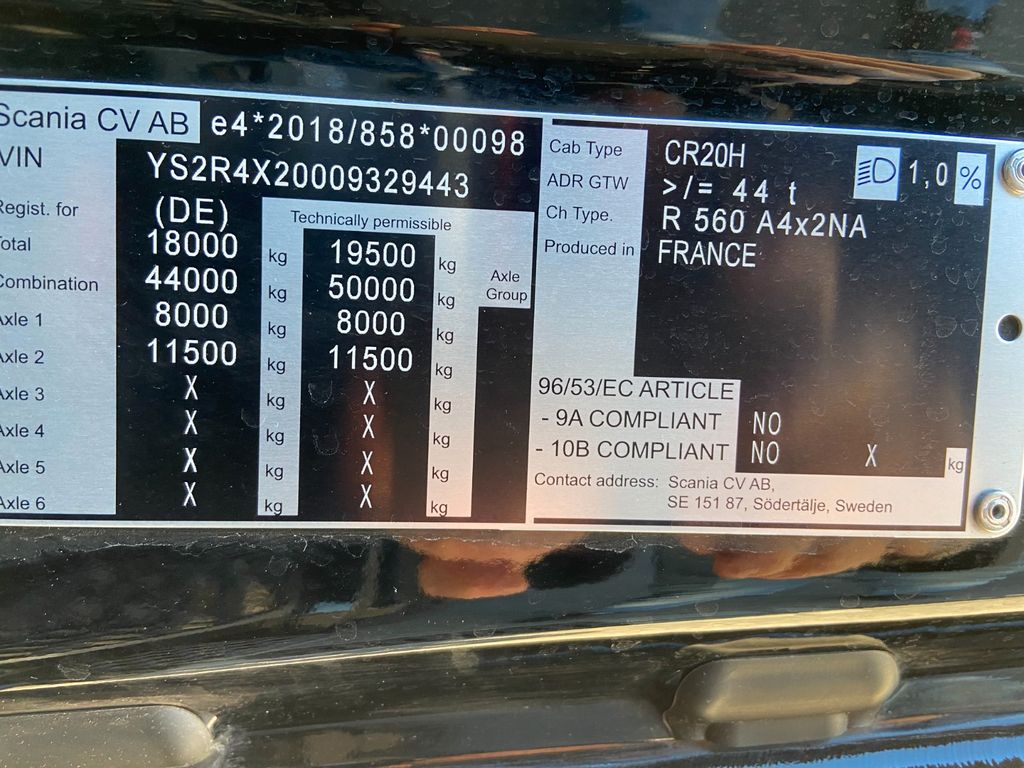 Scania CV AB e4*2018/858*00098
VIN YS2R4X20009329443
Regist. for (DE) Technically permissible
Total 18000 kg 19500 kg
Combination 44000 kg 50000 kg Axle Group
Axle 1 8000 kg 8000 kg
Axle 2 11500 kg 11500 kg
Axle 3 X kg X kg
Axle 4 X kg X kg
Axle 5 X kg X kg
Axle 6 X kg X kg
Cab Type CR20H 1,0 %
ADR GTW >/= 44 t
Ch Type. R 560 A4x2NA
Produced in FRANCE
96/53/EC ARTICLE
- 9A COMPLIANT NO
- 10B COMPLIANT NO X kg
Contact address: Scania CV AB,
SE 151 87, Södertälje, Sweden